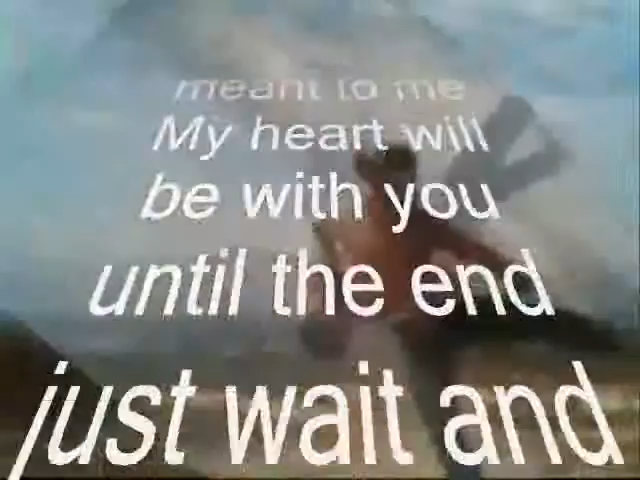 meant to me
My heart will
be with you
until the end
just wait and